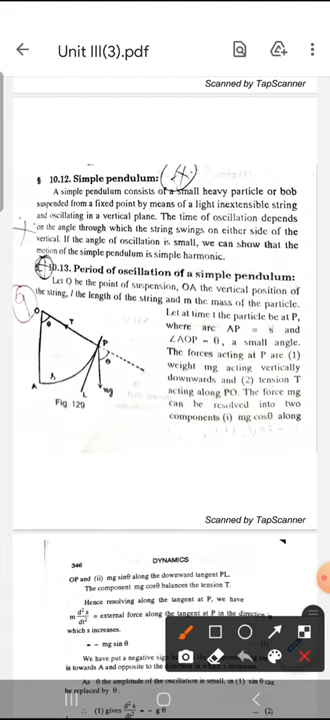 Unit III(3).pdf
Scanned by TapScanner
§ 10.12. Simple pendulum:
A simple pendulum consists of a small heavy particle or bob
suspended from a fixed point by means of a light inextensible string
and oscillating in a vertical plane. The time of oscillation depends
on the angle through which the string swings on either side of the
vertical. If the angle of oscillation is small, we can show that the
motion of the simple pendulum is simple harmonic.
10.13. Period of oscillation of a simple pendulum:
Let O be the point of suspension, OA the vertical position of
the string, l the length of the string and m the mass of the particle.
Let at time t the particle be at P,
where arc AP = s and
∠AOP = θ, a small angle.
The forces acting at P are (1)
weight mg acting vertically
downwards and (2) tension T
acting along PO. The force mg
can be resolved into two
components (i) mg cosθ along
O
θ
T
P
θ
A
L
mg
Fig 129
Scanned by TapScanner
346 DYNAMICS
OP and (ii) mg sinθ along the downward tangent PL.
The component mg cosθ balances the tension T.
Hence resolving along the tangent at P, we have
m d²s/dt² = external force along the tangent at P in the direction in
which s increases.
= - mg sin θ
We have put a negative sign
is towards A and opposite to the
As θ the amplitude of the oscillation is small, in (1) sin θ can
be replaced by θ.
∴ (1) gives d²s/dt² = - g θ ... (2)